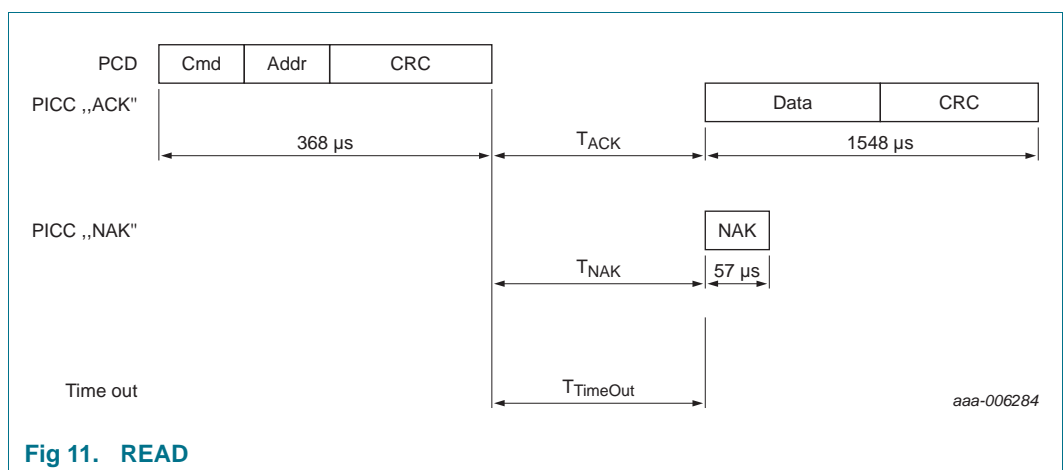 PCD Cmd Addr CRC
PICC ,,ACK" Data CRC
368 µs TACK 1548 µs
PICC ,,NAK" NAK
TNAK 57 µs
Time out TTimeOut aaa-006284
Fig 11. READ